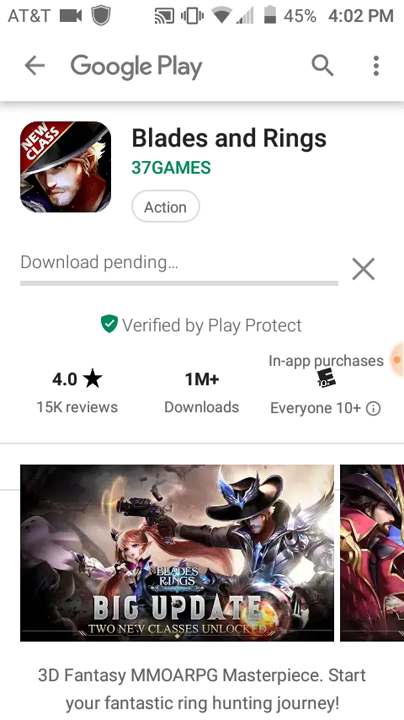 AT&T 45% 4:02 PM
Google Play
NEW CLASS
Blades and Rings
37GAMES
Action
Download pending...
Verified by Play Protect
4.0 ★
15K reviews
1M+
Downloads
In-app purchases
E
10+
Everyone 10+
BLADES
RINGS
BIG UPDATE
TWO NEW CLASSES UNLOCKED
3D Fantasy MMOARPG Masterpiece. Start
your fantastic ring hunting journey!